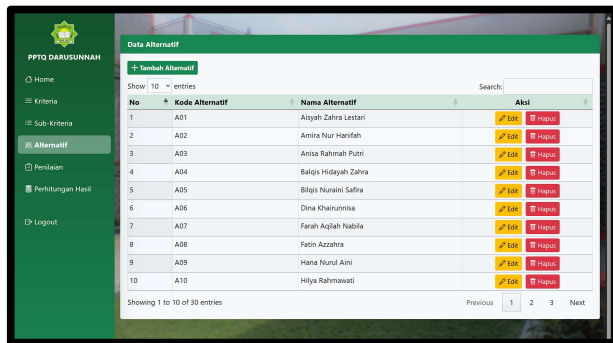 PPTQ DARUSUNNAH
Home
Kriteria
Sub-Kriteria
Alternatif
Penilaian
Perhitungan Hasil
Logout
Data Alternatif
+ Tambah Alternatif
Show 10 entries Search:
No Kode Alternatif Nama Alternatif Aksi
1 A01 Aisyah Zahra Lestari Edit Hapus
2 A02 Amira Nur Hanifah Edit Hapus
3 A03 Anisa Rahmah Putri Edit Hapus
4 A04 Balqis Hidayah Zahra Edit Hapus
5 A05 Bilqis Nuraini Safira Edit Hapus
6 A06 Dina Khairunnisa Edit Hapus
7 A07 Farah Aqilah Nabila Edit Hapus
8 A08 Fatin Azzahra Edit Hapus
9 A09 Hana Nurul Aini Edit Hapus
10 A10 Hilya Rahmawati Edit Hapus
Showing 1 to 10 of 30 entries Previous 1 2 3 Next